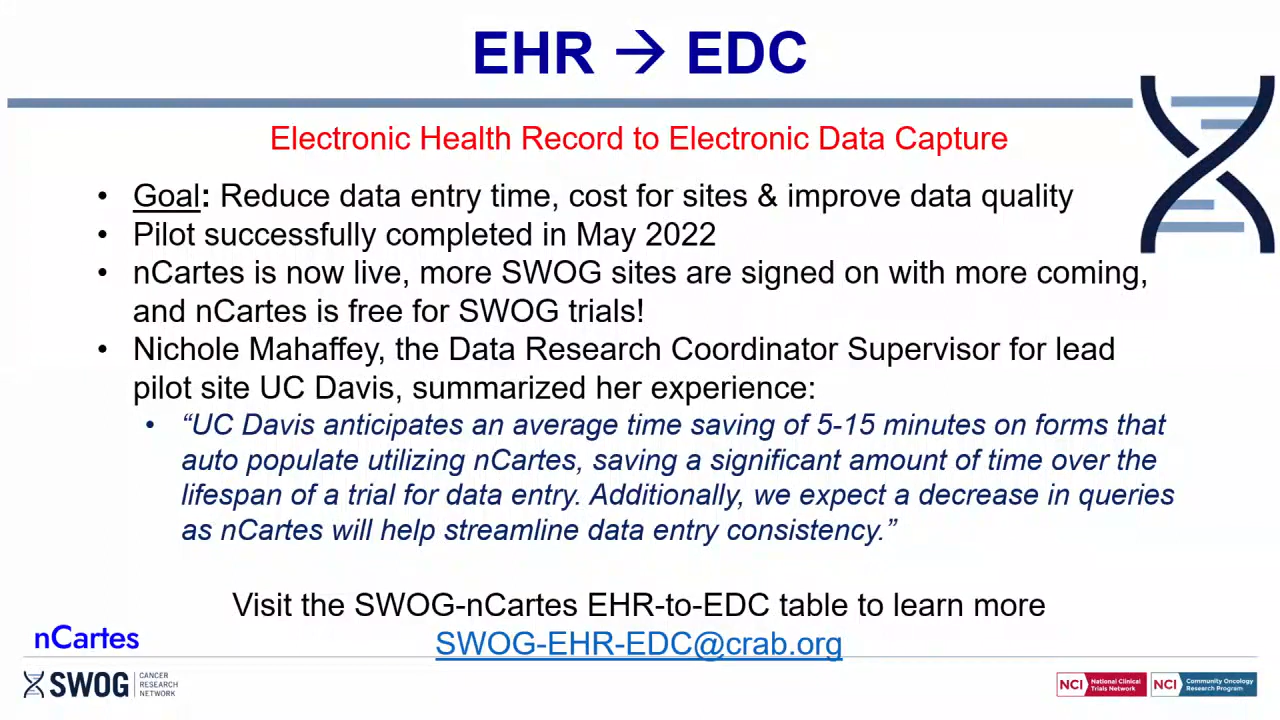 EHR → EDC
Electronic Health Record to Electronic Data Capture
• Goal: Reduce data entry time, cost for sites & improve data quality
• Pilot successfully completed in May 2022
• nCartes is now live, more SWOG sites are signed on with more coming,
and nCartes is free for SWOG trials!
• Nichole Mahaffey, the Data Research Coordinator Supervisor for lead
pilot site UC Davis, summarized her experience:
• “UC Davis anticipates an average time saving of 5-15 minutes on forms that
auto populate utilizing nCartes, saving a significant amount of time over the
lifespan of a trial for data entry. Additionally, we expect a decrease in queries
as nCartes will help streamline data entry consistency.”
Visit the SWOG-nCartes EHR-to-EDC table to learn more
SWOG-EHR-EDC@crab.org
nCartes
SWOG
CANCER
RESEARCH
NETWORK
NCI
National Clinical
Trials Network
NCI
Community Oncology
Research Program